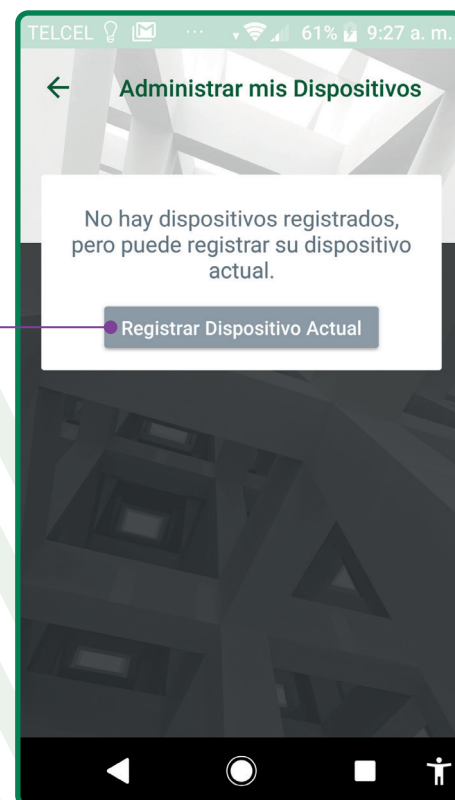 TELCEL ... 61% 9:27 a. m.
Administrar mis Dispositivos
No hay dispositivos registrados,
pero puede registrar su dispositivo
actual.
Registrar Dispositivo Actual